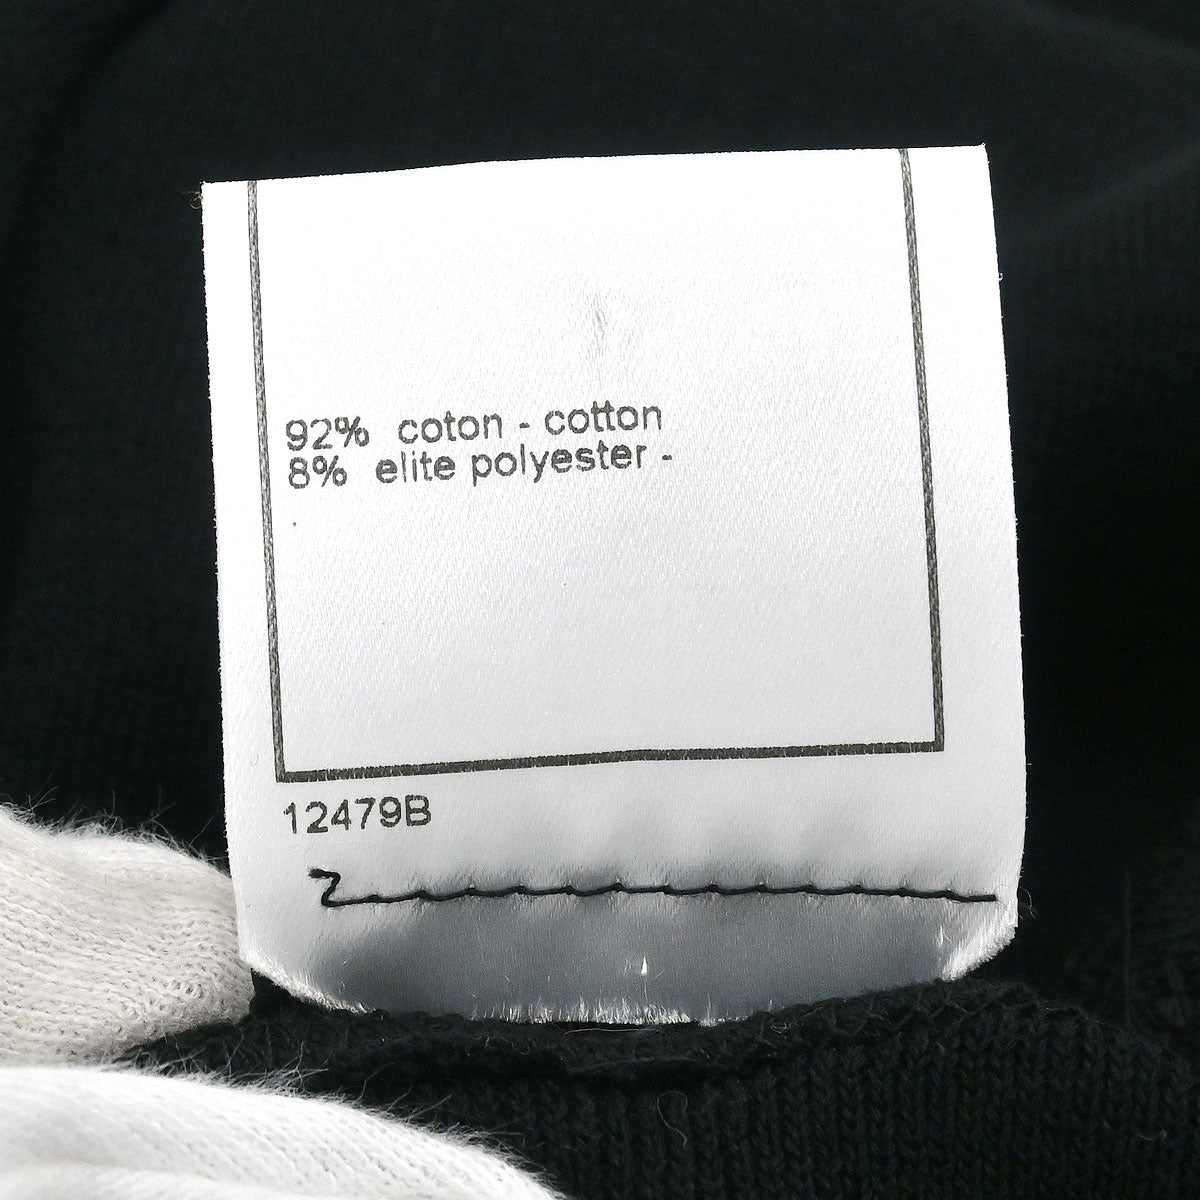 92% coton - cotton
8% elite polyester -
12479B